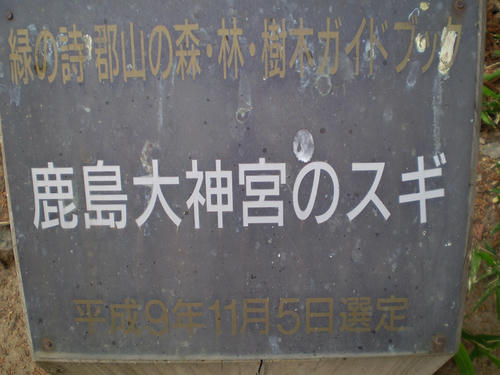 緑の詩郡山の森・林・樹木ガイドブック
鹿島大神宮のスギ
平成9年11月5日選定